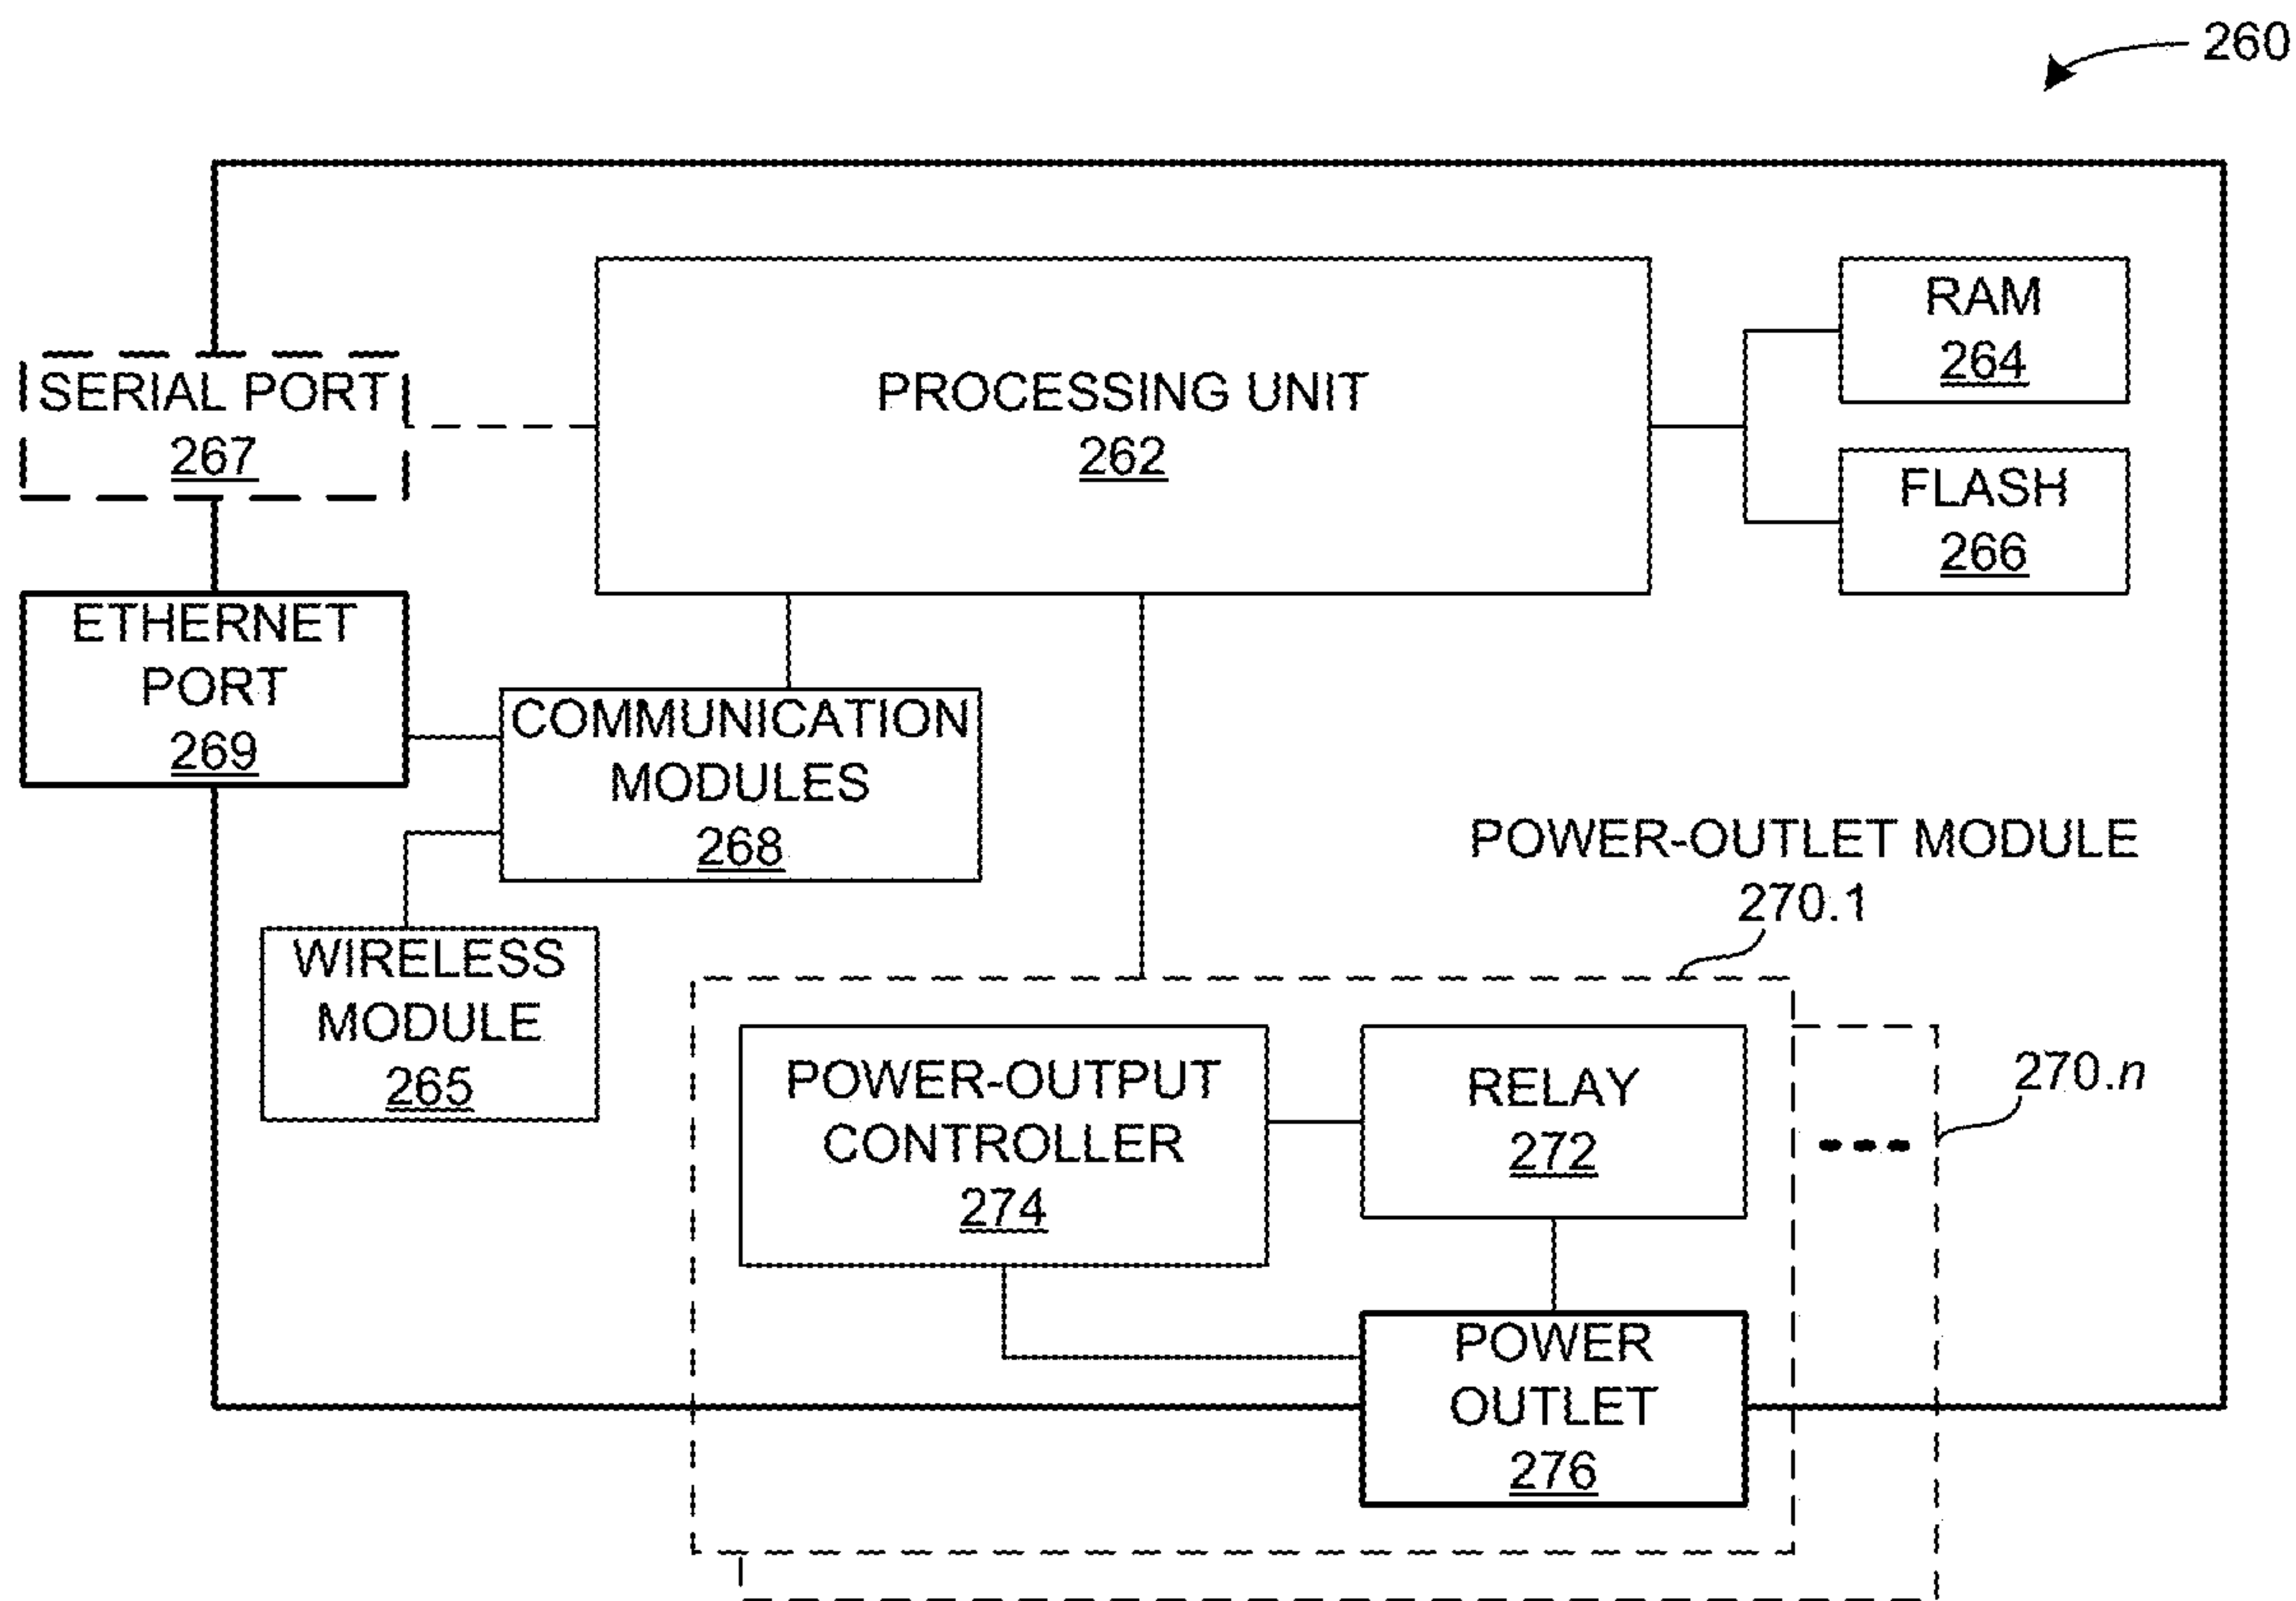 260
PROCESSING UNIT
262
RAM
264
FLASH
266
SERIAL PORT
267
ETHERNET
PORT
269
COMMUNICATION
MODULES
268
WIRELESS
MODULE
265
POWER-OUTLET MODULE
270.1
270.n
POWER-OUTPUT
CONTROLLER
274
RELAY
272
POWER
OUTLET
276